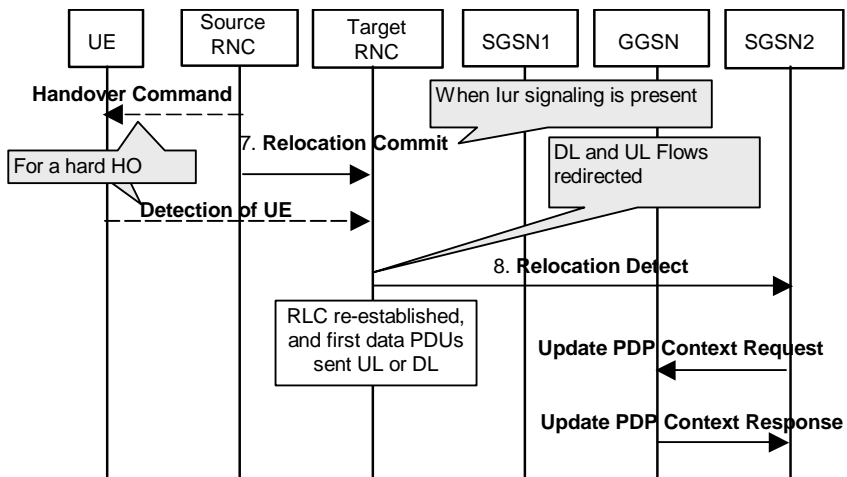 UE
Source
RNC
Target
RNC
SGSN1
GGSN
SGSN2
Handover Command
When Iur signaling is present
7. Relocation Commit
For a hard HO
DL and UL Flows
redirected
Detection of UE
8. Relocation Detect
RLC re-established,
and first data PDUs
sent UL or DL
Update PDP Context Request
Update PDP Context Response